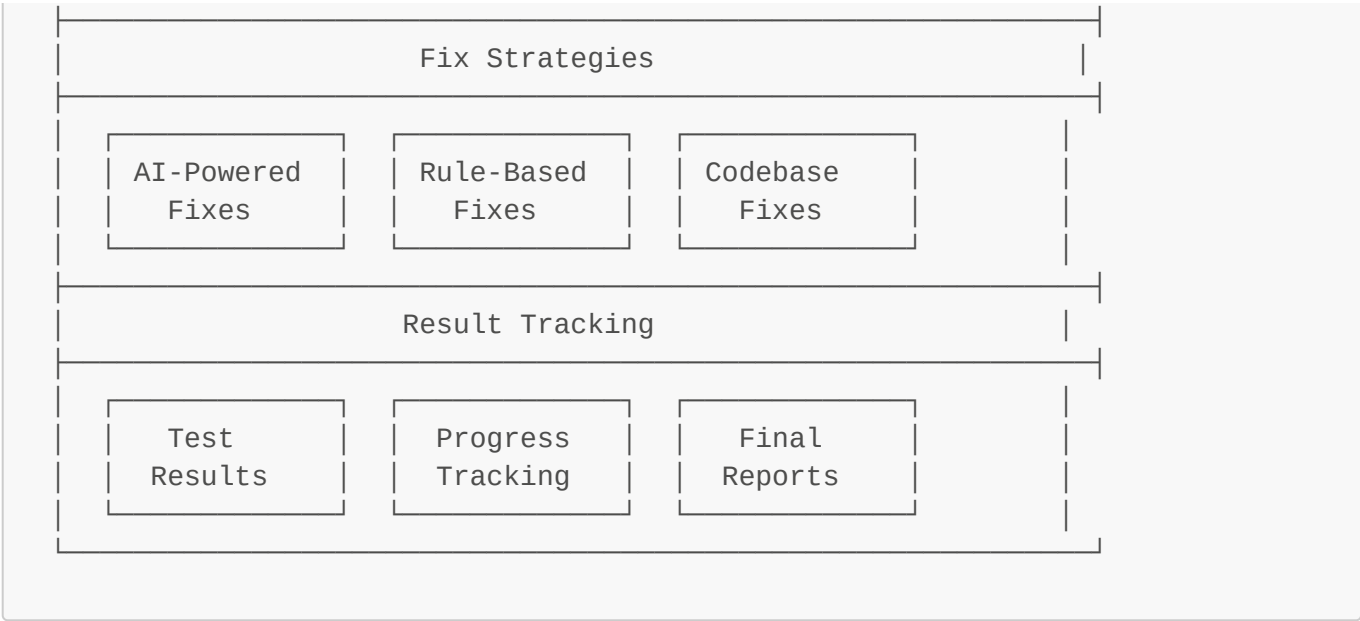 Fix Strategies
AI-Powered Rule-Based Codebase
Fixes Fixes Fixes
Result Tracking
Test Progress Final
Results Tracking Reports